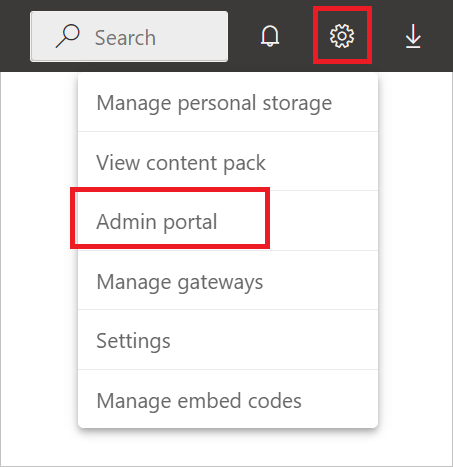 Search
Manage personal storage
View content pack
Admin portal
Manage gateways
Settings
Manage embed codes